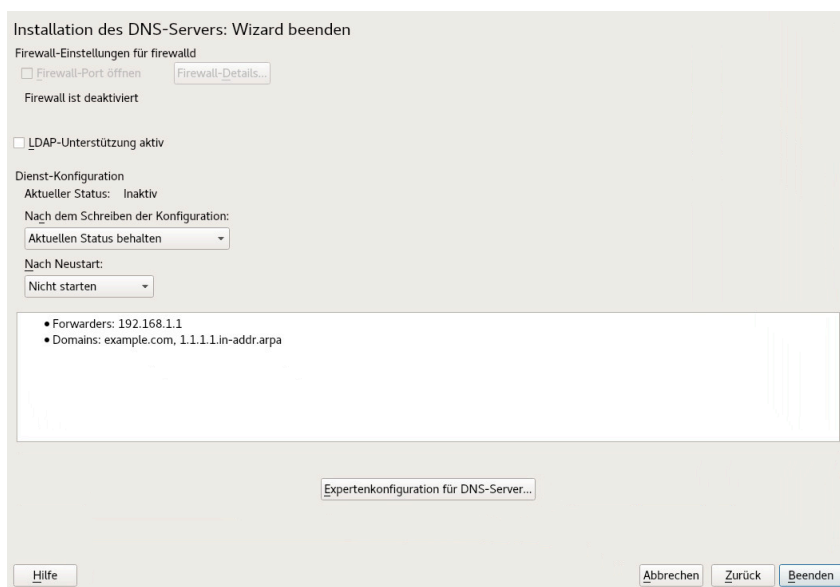 Installation des DNS-Servers: Wizard beenden
Firewall-Einstellungen für firewalld
Firewall-Port öffnen Firewall-Details...
Firewall ist deaktiviert
LDAP-Unterstützung aktiv
Dienst-Konfiguration
Aktueller Status: Inaktiv
Nach dem Schreiben der Konfiguration:
Aktuellen Status behalten
Nach Neustart:
Nicht starten
• Forwarders: 192.168.1.1
• Domains: example.com, 1.1.1.1.in-addr.arpa
Expertenkonfiguration für DNS-Server...
Hilfe Abbrechen Zurück Beenden